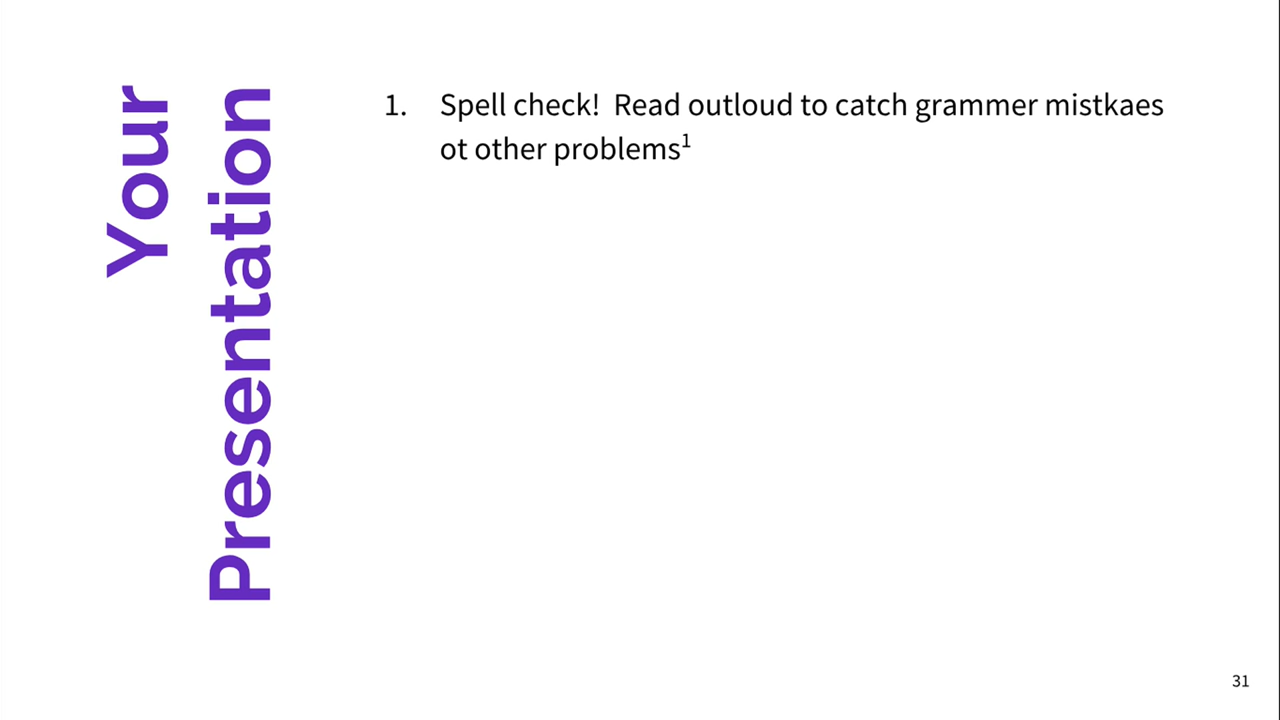 Your
Presentation
1. Spell check!  Read outloud to catch grammer mistkaes
ot other problems¹
31